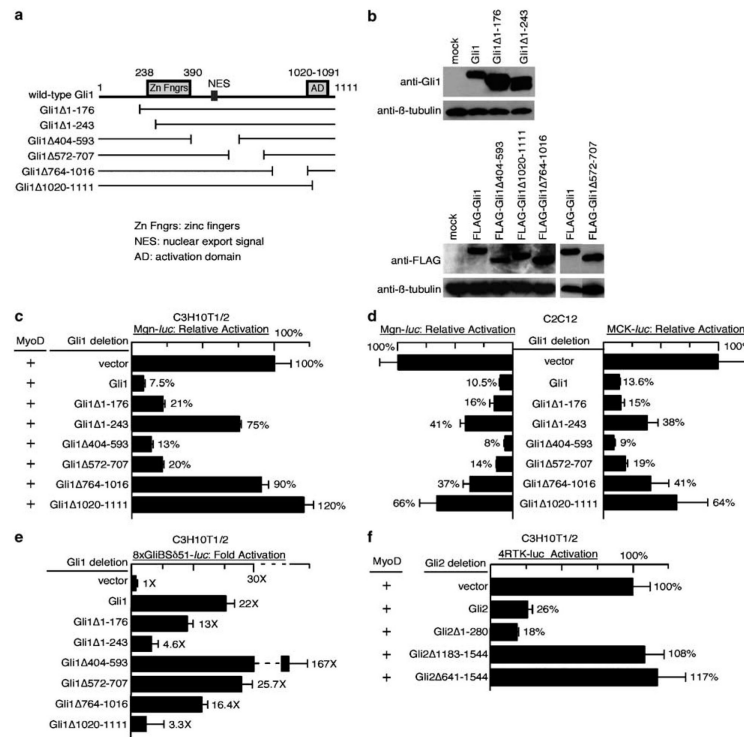 a
238 390 1020-1091
1 NES 1111
wild-type Gli1 Zn Fngrs AD
Gli1Δ1-176
Gli1Δ1-243
Gli1Δ404-593
Gli1Δ572-707
Gli1Δ764-1016
Gli1Δ1020-1111
Zn Fngrs: zinc fingers
NES: nuclear export signal
AD: activation domain
b
mock Gli1 Gli1Δ1-176 Gli1Δ1-243
anti-Gli1
anti-ß-tubulin
mock FLAG-Gli1 FLAG-Gli1Δ404-593 FLAG-Gli1Δ1020-1111 FLAG-Gli1Δ764-1016 FLAG-Gli1 FLAG-Gli1Δ572-707
anti-FLAG
anti-ß-tubulin
c
C3H10T1/2
MyoD Gli1 deletion Mgn-luc: Relative Activation
100%
+ vector 100%
+ Gli1 7.5%
+ Gli1Δ1-176 21%
+ Gli1Δ1-243 75%
+ Gli1Δ404-593 13%
+ Gli1Δ572-707 20%
+ Gli1Δ764-1016 90%
+ Gli1Δ1020-1111 120%
d
C2C12
Mgn-luc: Relative Activation Gli1 deletion MCK-luc: Relative Activation
100% 100%
vector
10.5% Gli1 13.6%
16% Gli1Δ1-176 15%
41% Gli1Δ1-243 38%
8% Gli1Δ404-593 9%
14% Gli1Δ572-707 19%
37% Gli1Δ764-1016 41%
66% Gli1Δ1020-1111 64%
e
C3H10T1/2
Gli1 deletion 8xGliBSδ51-luc: Fold Activation
30X
vector 1X
Gli1 22X
Gli1Δ1-176 13X
Gli1Δ1-243 4.6X
Gli1Δ404-593 167X
Gli1Δ572-707 25.7X
Gli1Δ764-1016 16.4X
Gli1Δ1020-1111 3.3X
f
C3H10T1/2
MyoD Gli2 deletion 4RTK-luc Activation
100%
+ vector 100%
+ Gli2 26%
+ Gli2Δ1-280 18%
+ Gli2Δ1183-1544 108%
+ Gli2Δ641-1544 117%